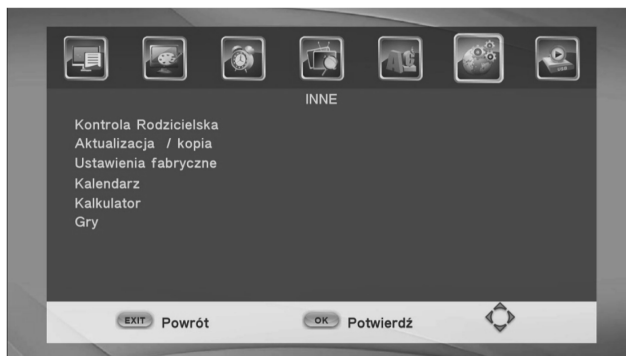 INNE
Kontrola Rodzicielska
Aktualizacja / kopia
Ustawienia fabryczne
Kalendarz
Kalkulator
Gry
EXIT Powrót OK Potwierdź